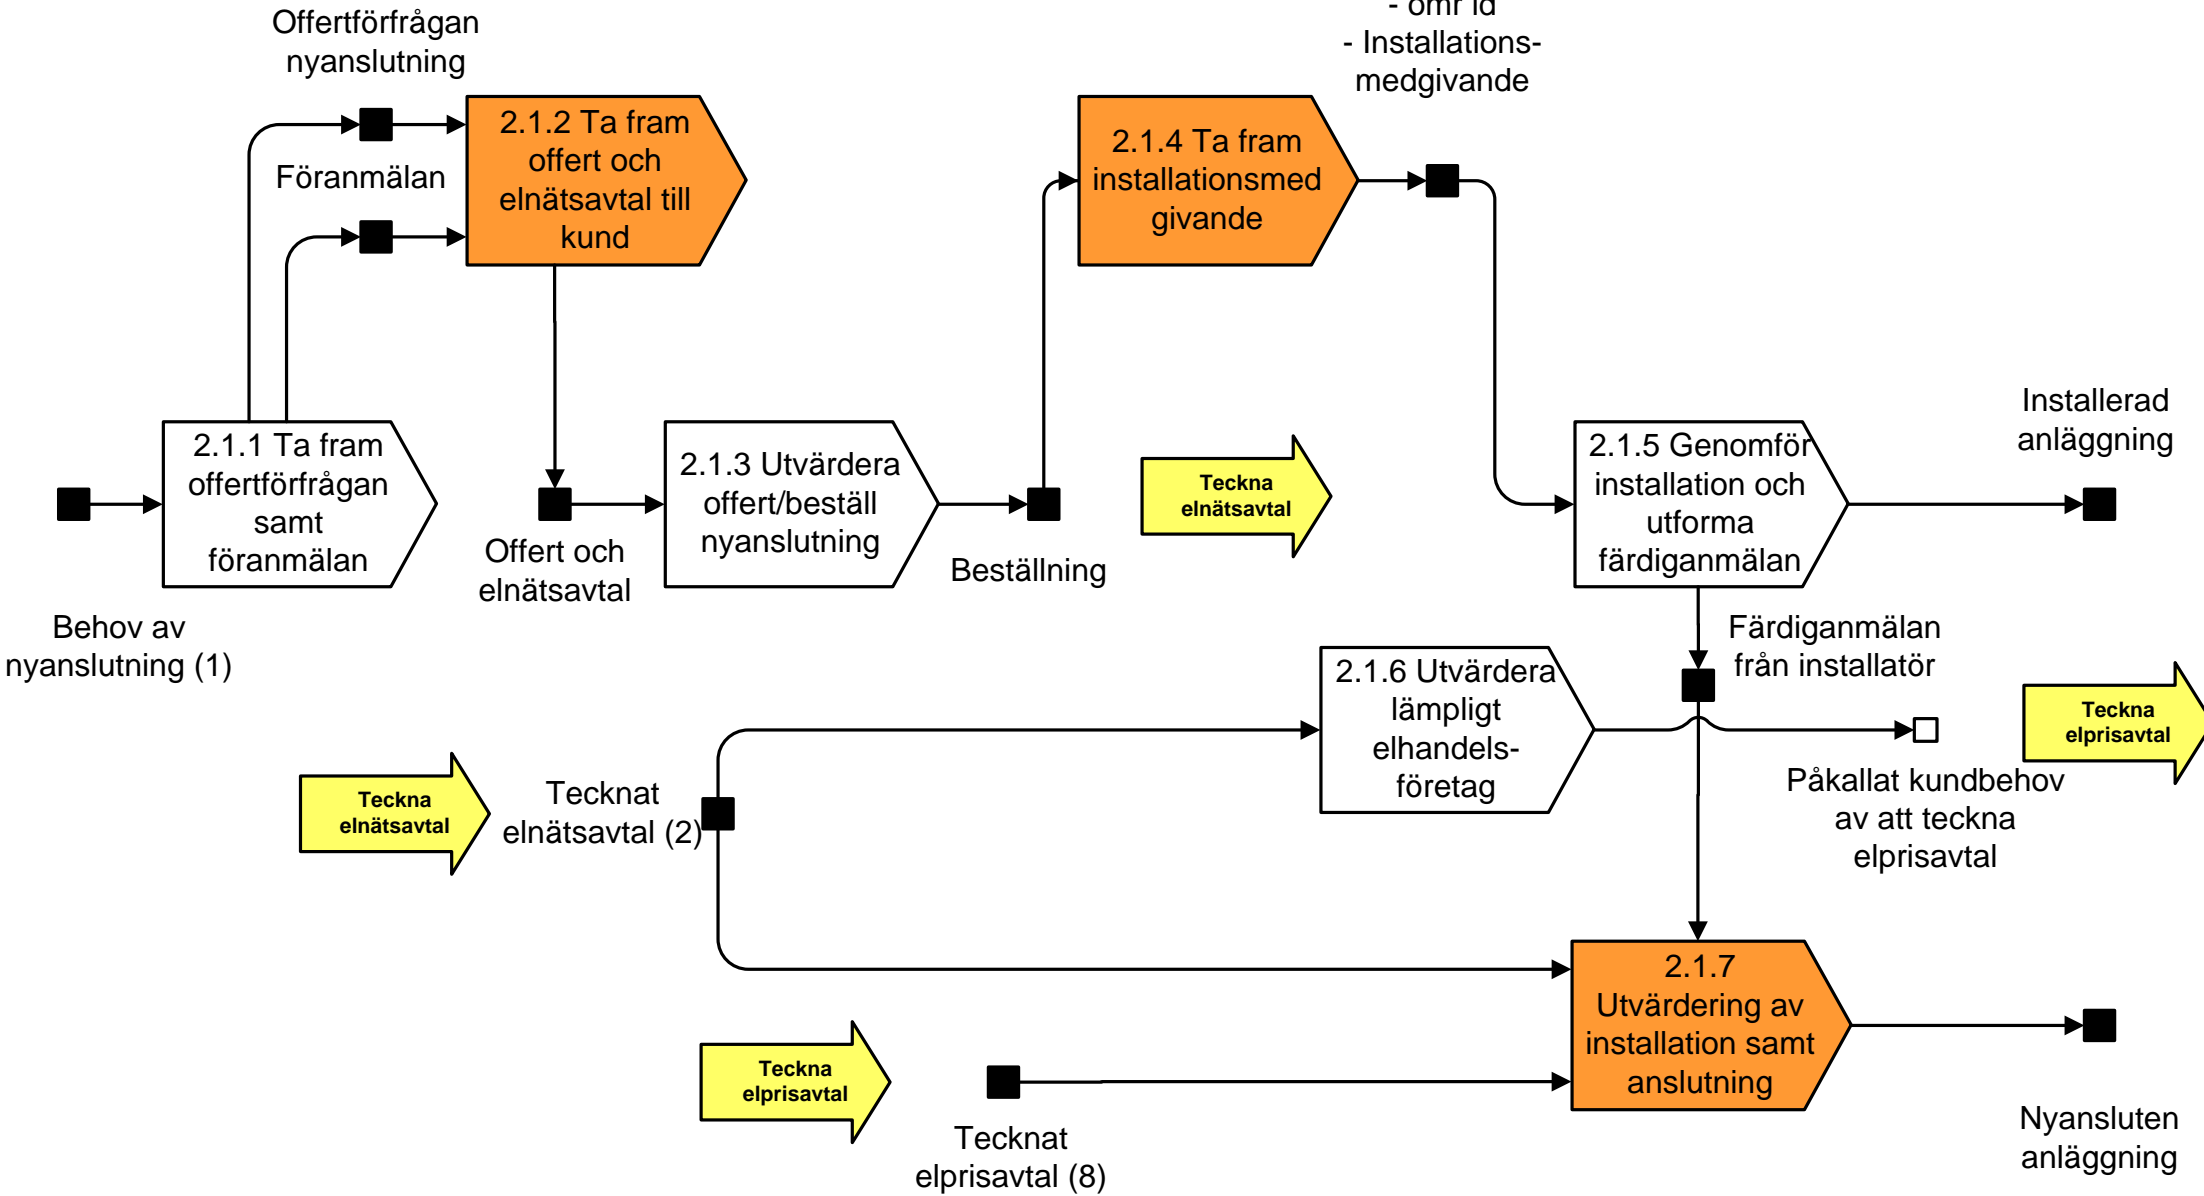 Offertförfrågan
nyanslutning
- omr id
- Installations-
medgivande
2.1.2 Ta fram
offert och
elnätsavtal till
kund
Föranmälan
2.1.4 Ta fram
installationsmed
givande
2.1.1 Ta fram
offertförfrågan
samt
föranmälan
Behov av
nyanslutning (1)
Offert och
elnätsavtal
2.1.3 Utvärdera
offert/beställ
nyanslutning
Beställning
Teckna
elnätsavtal
2.1.5 Genomför
installation och
utforma
färdiganmälan
Installerad
anläggning
Färdiganmälan
från installatör
2.1.6 Utvärdera
lämpligt
elhandels-
företag
Teckna
elprisavtal
Påkallat kundbehov
av att teckna
elprisavtal
Teckna
elnätsavtal
Tecknat
elnätsavtal (2)
2.1.7
Utvärdering av
installation samt
anslutning
Teckna
elprisavtal
Tecknat
elprisavtal (8)
Nyansluten
anläggning